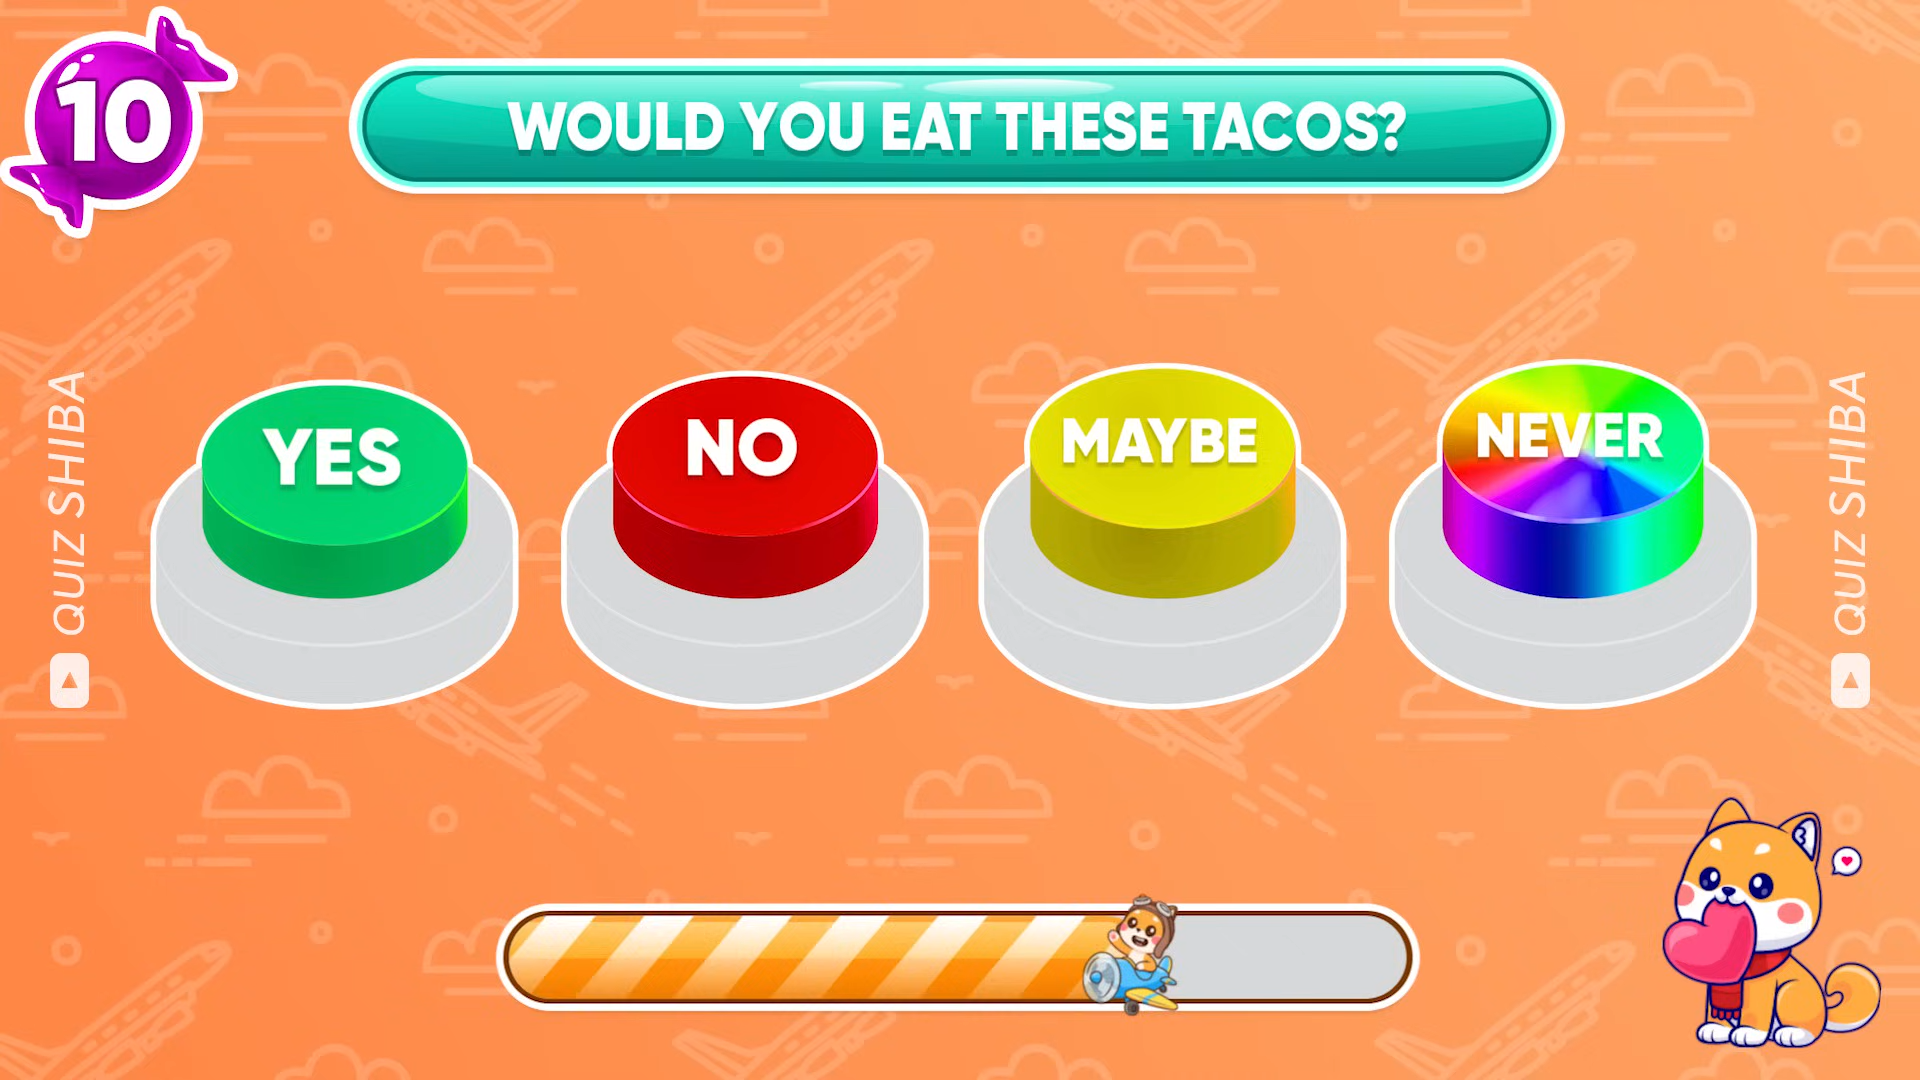 10
WOULD YOU EAT THESE TACOS?
YES
NO
MAYBE
NEVER
QUIZ SHIBA
QUIZ SHIBA